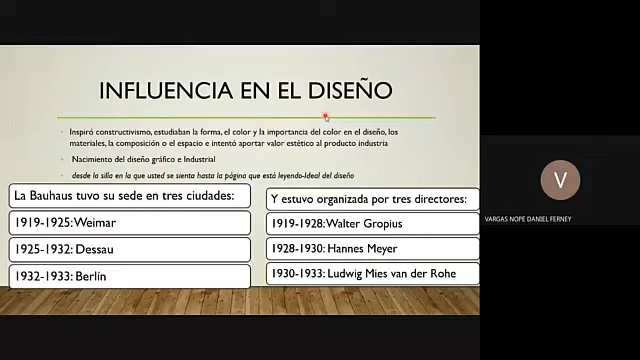 INFLUENCIA EN EL DISEÑO
Inspiró constructivismo, estudiaban la forma, el color y la importancia del color en el diseño, los
materiales, la composición o el espacio e intentó aportar valor estético al producto industria
Nacimiento del diseño gráfico e Industrial
desde la silla en la que usted se sienta hasta la página que está leyendo-Ideal del diseño
La Bauhaus tuvo su sede en tres ciudades:
1919-1925: Weimar
1925-1932: Dessau
1932-1933: Berlín
Y estuvo organizada por tres directores:
1919-1928: Walter Gropius
1928-1930: Hannes Meyer
1930-1933: Ludwig Mies van der Rohe
V
VARGAS NOPE DANIEL FERNEY